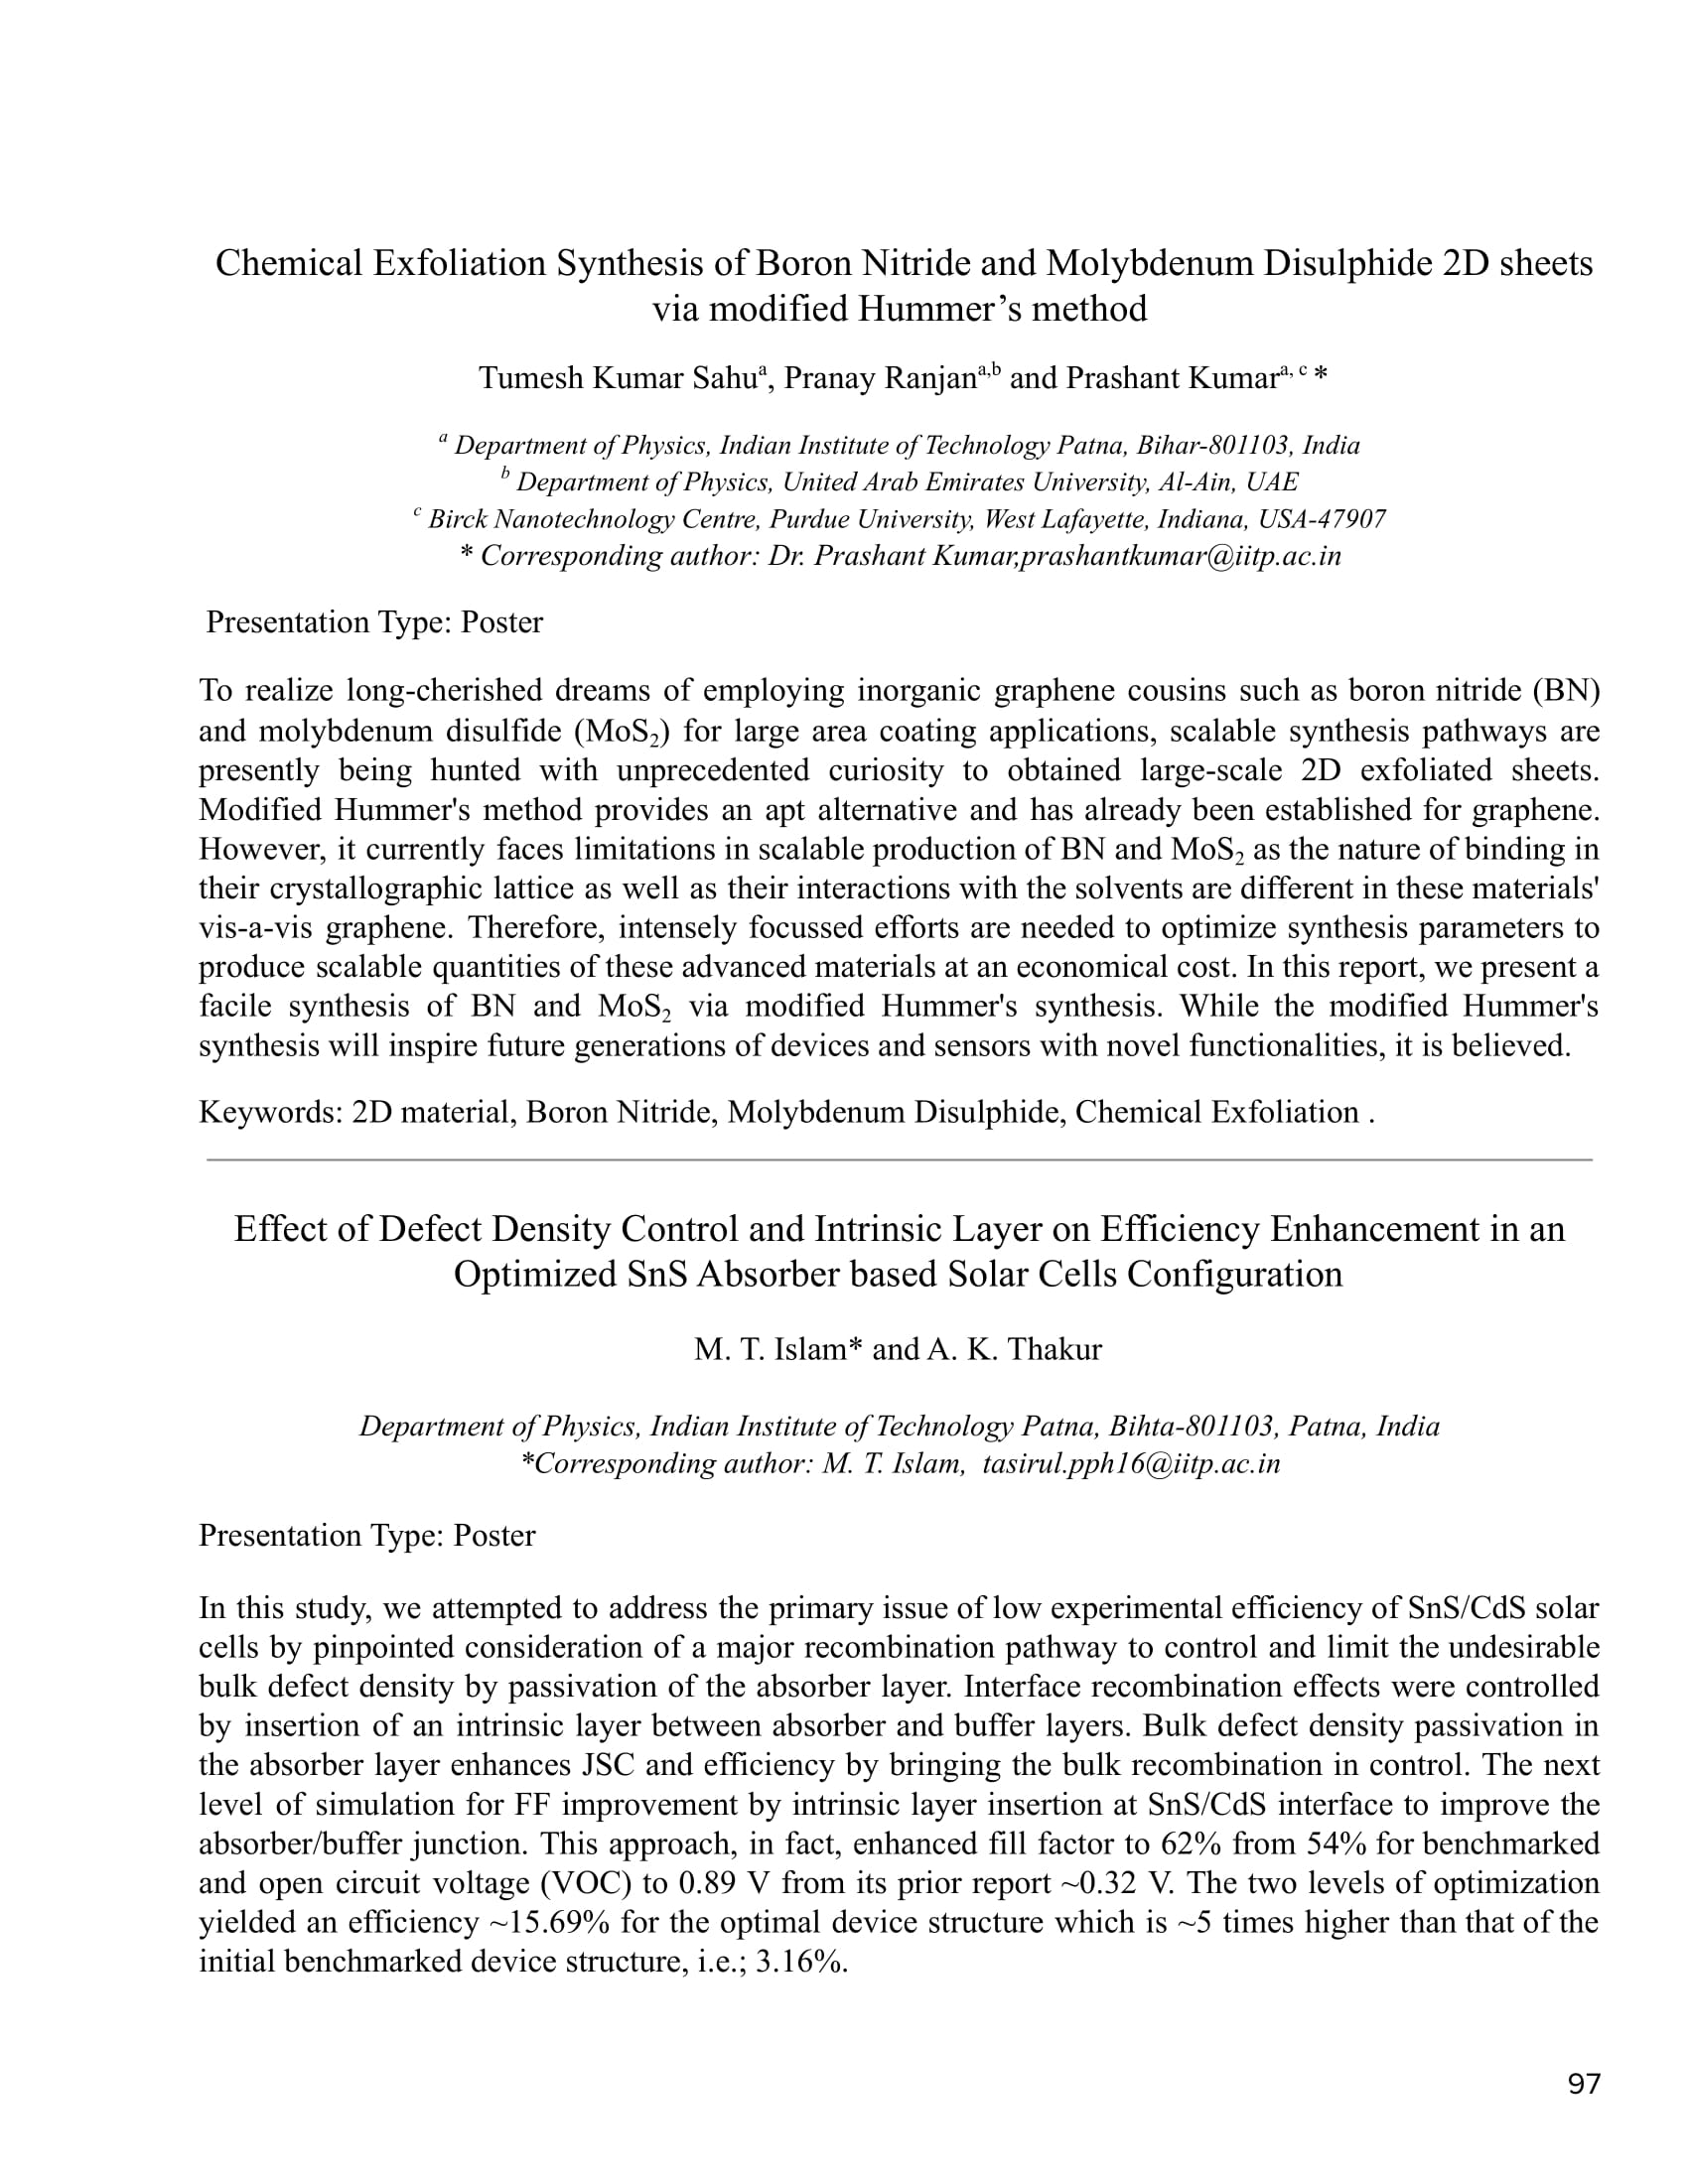 Chemical Exfoliation Synthesis of Boron Nitride and Molybdenum Disulphide 2D sheets
via modified Hummer’s method
Tumesh Kumar Sahuᵃ, Pranay Ranjanᵃ,ᵇ and Prashant Kumarᵃ, ᶜ *
ᵃ Department of Physics, Indian Institute of Technology Patna, Bihar-801103, India
ᵇ Department of Physics, United Arab Emirates University, Al-Ain, UAE
ᶜ Birck Nanotechnology Centre, Purdue University, West Lafayette, Indiana, USA-47907
* Corresponding author: Dr. Prashant Kumar,prashantkumar@iitp.ac.in
Presentation Type: Poster
To realize long-cherished dreams of employing inorganic graphene cousins such as boron nitride (BN)
and molybdenum disulfide (MoS₂) for large area coating applications, scalable synthesis pathways are
presently being hunted with unprecedented curiosity to obtained large-scale 2D exfoliated sheets.
Modified Hummer's method provides an apt alternative and has already been established for graphene.
However, it currently faces limitations in scalable production of BN and MoS₂ as the nature of binding in
their crystallographic lattice as well as their interactions with the solvents are different in these materials'
vis-a-vis graphene. Therefore, intensely focussed efforts are needed to optimize synthesis parameters to
produce scalable quantities of these advanced materials at an economical cost. In this report, we present a
facile synthesis of BN and MoS₂ via modified Hummer's synthesis. While the modified Hummer's
synthesis will inspire future generations of devices and sensors with novel functionalities, it is believed.
Keywords: 2D material, Boron Nitride, Molybdenum Disulphide, Chemical Exfoliation .
Effect of Defect Density Control and Intrinsic Layer on Efficiency Enhancement in an
Optimized SnS Absorber based Solar Cells Configuration
M. T. Islam* and A. K. Thakur
Department of Physics, Indian Institute of Technology Patna, Bihta-801103, Patna, India
*Corresponding author: M. T. Islam, tasirul.pph16@iitp.ac.in
Presentation Type: Poster
In this study, we attempted to address the primary issue of low experimental efficiency of SnS/CdS solar
cells by pinpointed consideration of a major recombination pathway to control and limit the undesirable
bulk defect density by passivation of the absorber layer. Interface recombination effects were controlled
by insertion of an intrinsic layer between absorber and buffer layers. Bulk defect density passivation in
the absorber layer enhances JSC and efficiency by bringing the bulk recombination in control. The next
level of simulation for FF improvement by intrinsic layer insertion at SnS/CdS interface to improve the
absorber/buffer junction. This approach, in fact, enhanced fill factor to 62% from 54% for benchmarked
and open circuit voltage (VOC) to 0.89 V from its prior report ~0.32 V. The two levels of optimization
yielded an efficiency ~15.69% for the optimal device structure which is ~5 times higher than that of the
initial benchmarked device structure, i.e.; 3.16%.
97